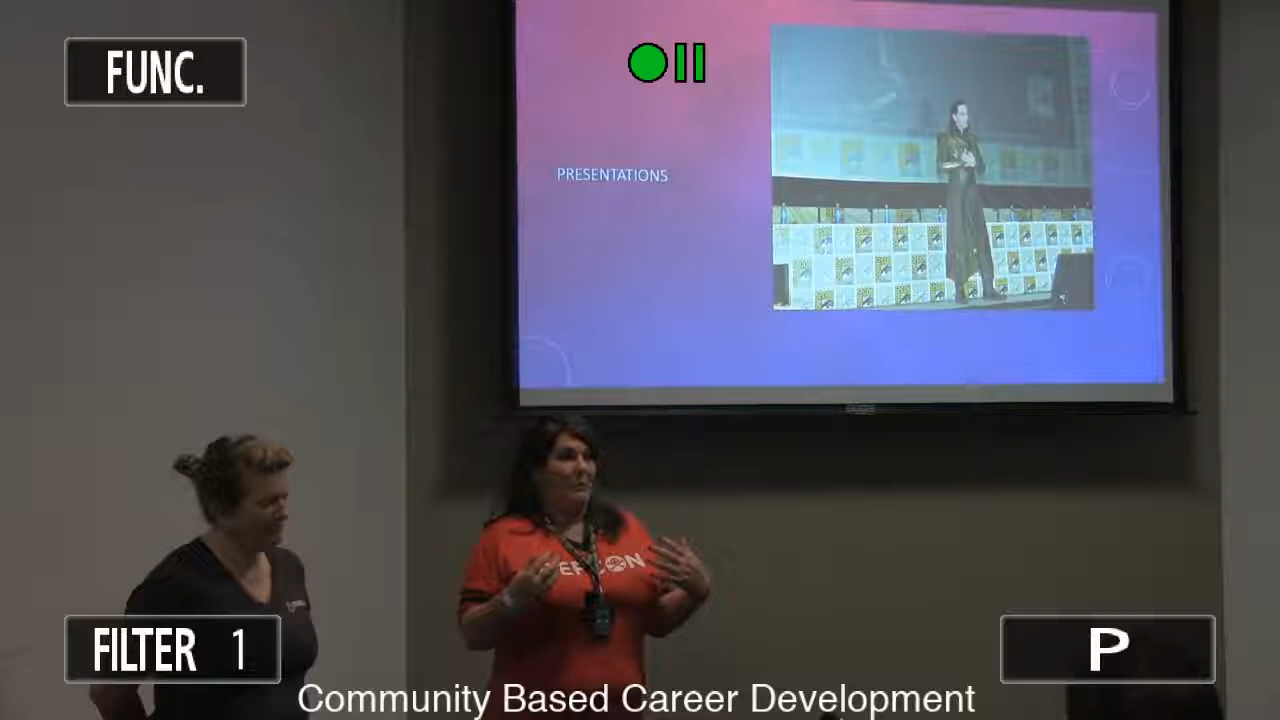 FUNC.
PRESENTATIONS
FILTER 1
P
Community Based Career Development